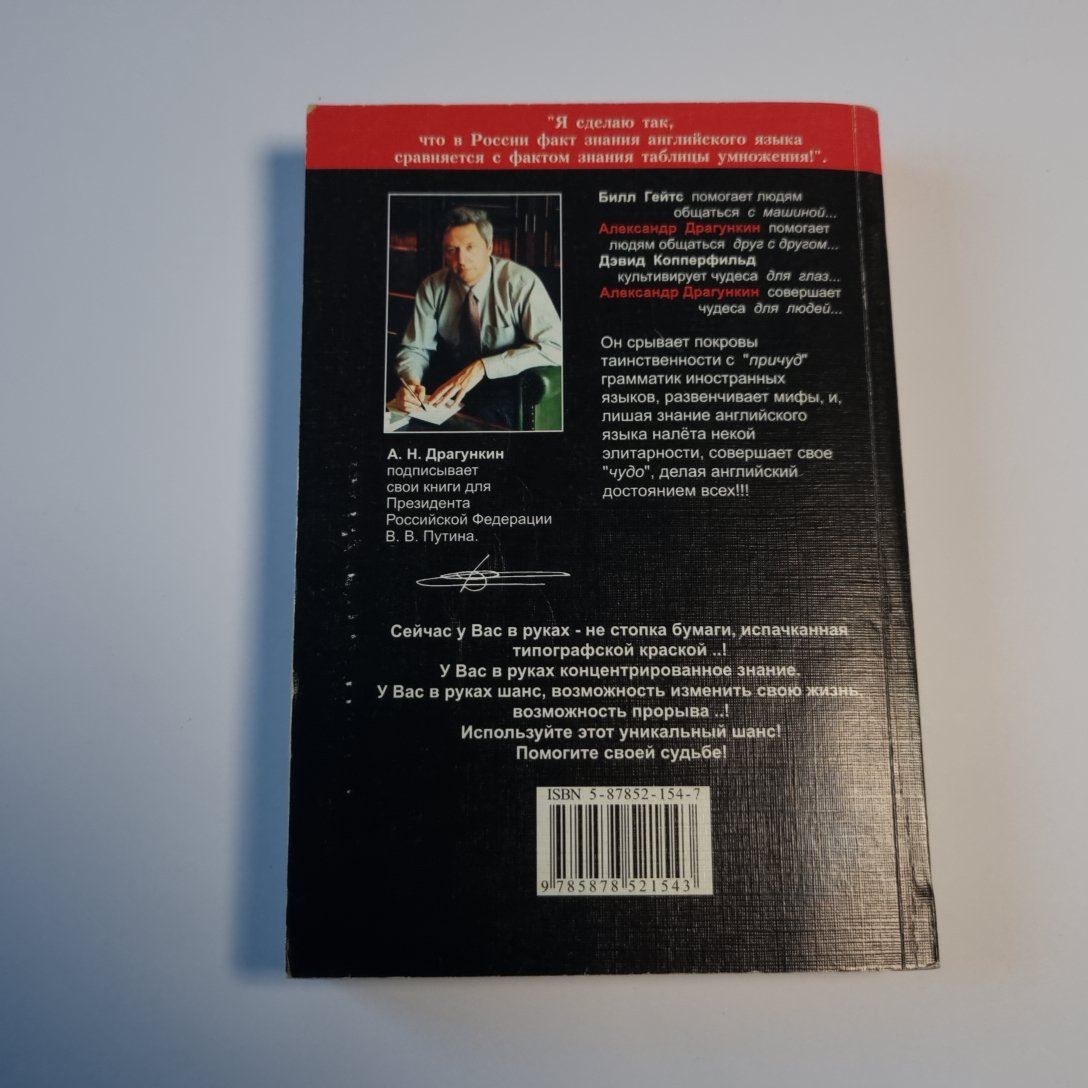 "Я сделаю так,
что в России факт знания английского языка
сравняется с фактом знания таблицы умножения!".
Билл Гейтс помогает людям
общаться с машиной...
Александр Драгункин помогает
людям общаться друг с другом...
Дэвид Копперфильд
культивирует чудеса для глаз...
Александр Драгункин совершает
чудеса для людей...
Он срывает покровы
таинственности с "причуд"
грамматик иностранных
языков, развенчивает мифы, и,
лишая знание английского
языка налёта некой
элитарности, совершает свое
"чудо", делая английский
достоянием всех!!!
А. Н. Драгункин
подписывает
свои книги для
Президента
Российской Федерации
В. В. Путина.
Сейчас у Вас в руках - не стопка бумаги, испачканная
типографской краской ..!
У Вас в руках концентрированное знание.
У Вас в руках шанс, возможность изменить свою жизнь,
возможность прорыва ..!
Используйте этот уникальный шанс!
Помогите своей судьбе!
ISBN 5-87852-154-7
9 785878 521543